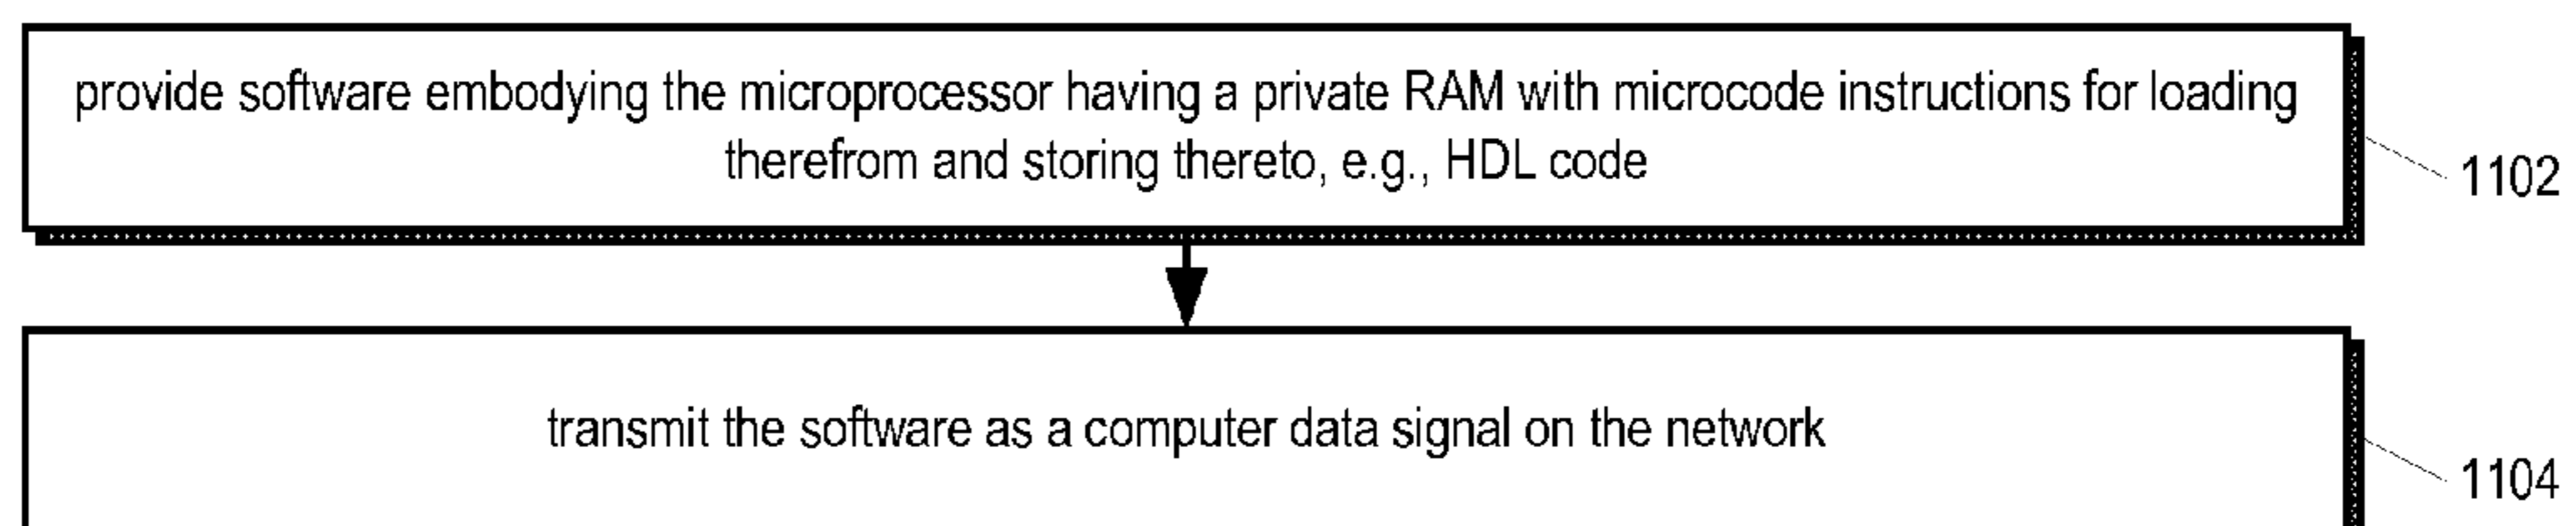 provide software embodying the microprocessor having a private RAM with microcode instructions for loading
therefrom and storing thereto, e.g., HDL code
1102
transmit the software as a computer data signal on the network
1104